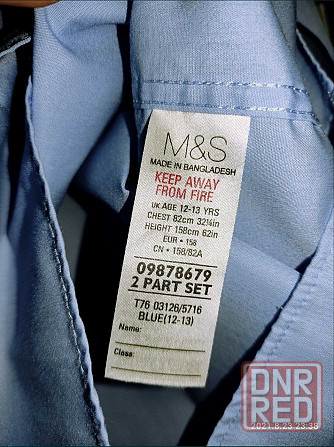 M&S
MADE IN BANGLADESH
KEEP AWAY
FROM FIRE
UK AGE 12-13 YRS
CHEST 82cm 32¼in
HEIGHT 158cm 62in
EUR • 158
CN • 158/82A
09878679
2 PART SET
T76 03126/5716
BLUE(12-13)
Name:
Class:
DNR
RED
2021.8.23 23:38